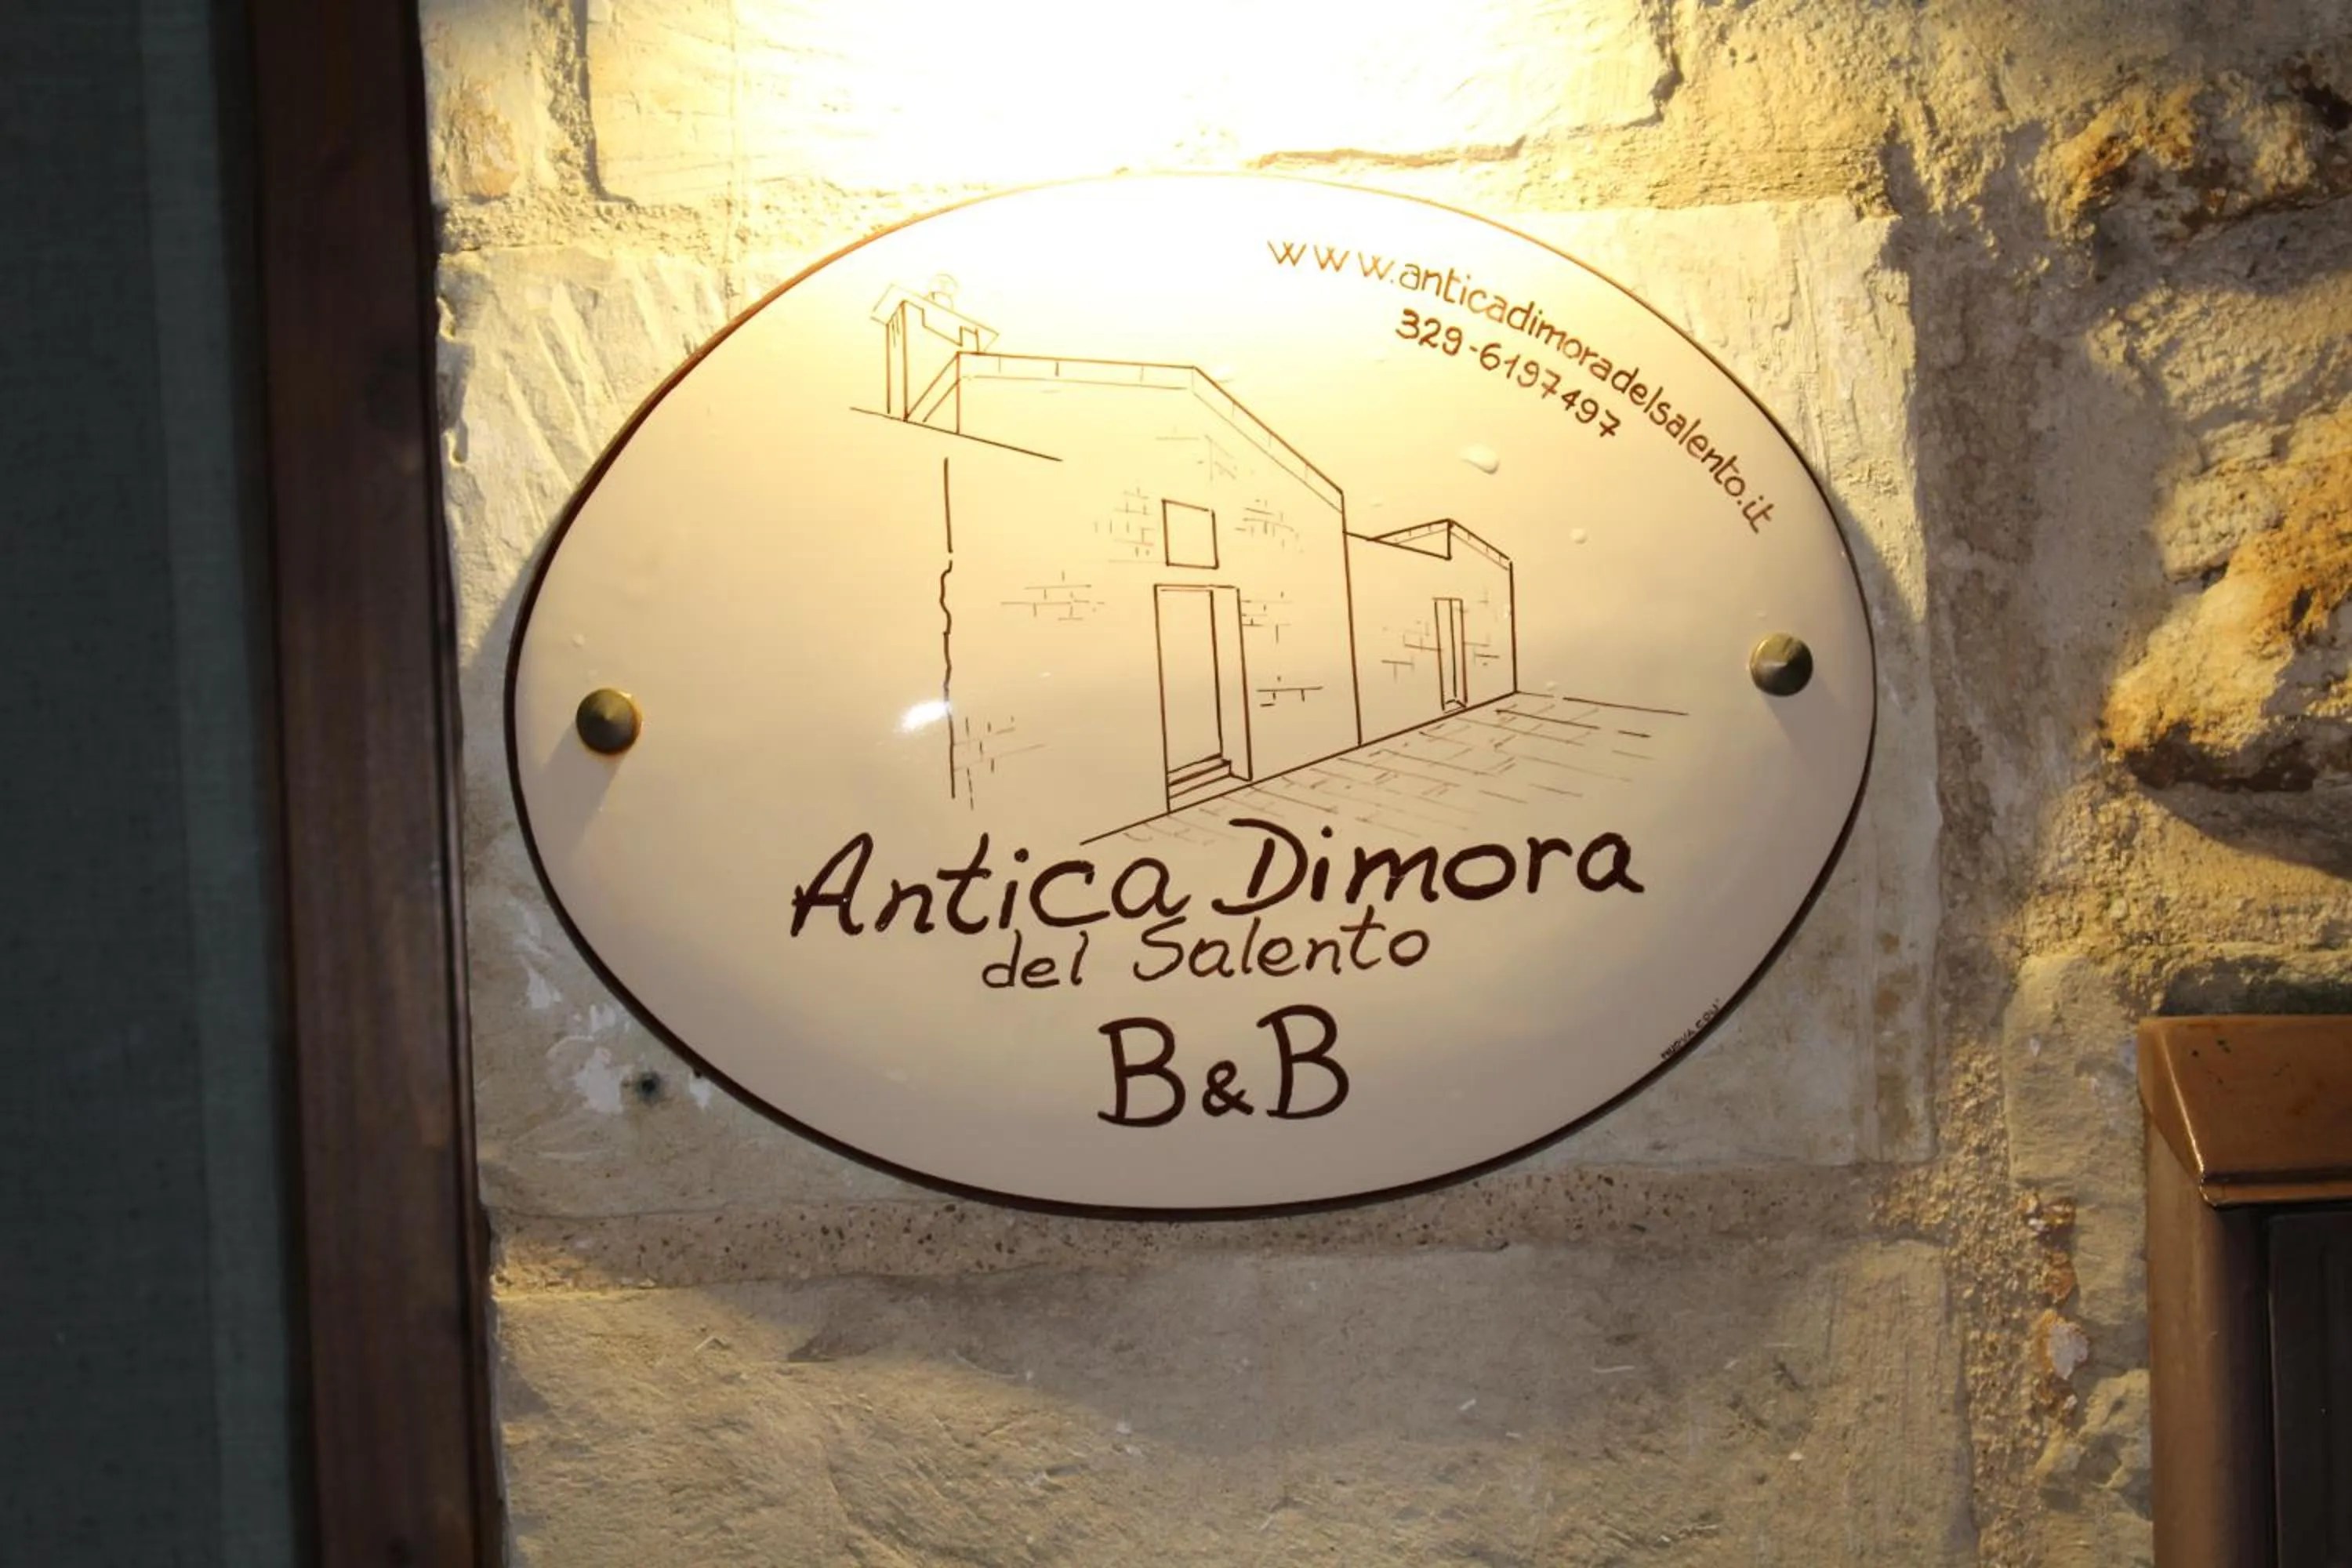 www.anticadimoradelsalento.it
329-6197497
Antica Dimora
del Salento
B&B